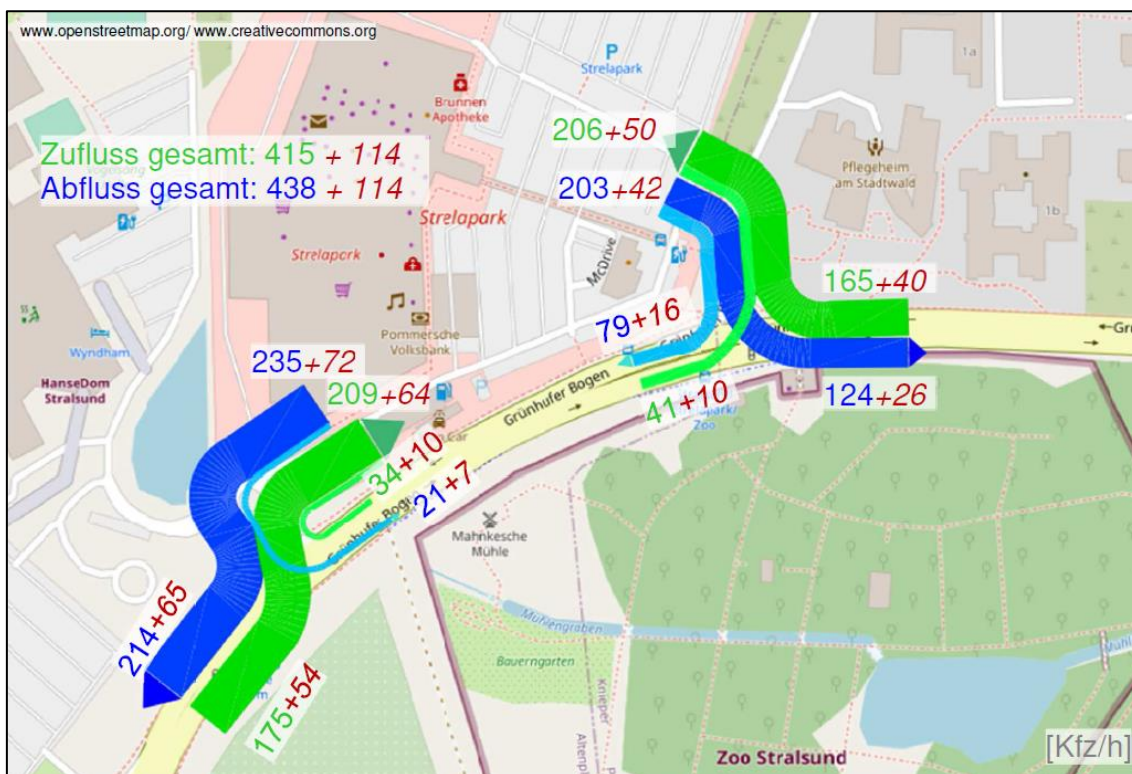 www.openstreetmap.org/ www.creativecommons.org
Zufluss gesamt: 415 + 114
Abfluss gesamt: 438 + 114
P
Strelapark
Brunnen
Apotheke
1a
206+50
203+42
Pflegeheim
am Stadtwald
1b
Strelapark
Strelapark
McDrive
Wyndham
HanseDom
Stralsund
Pommersche
Volksbank
P
165+40
79+16
Grünhufer Bogen
235+72
209+64
41+10
124+26
34+10
21+7
Mahnkesche
Mühle
214+65
175+54
Mühlengraben
Bauerngarten
Knieper
Zoo Stralsund
[Kfz/h]